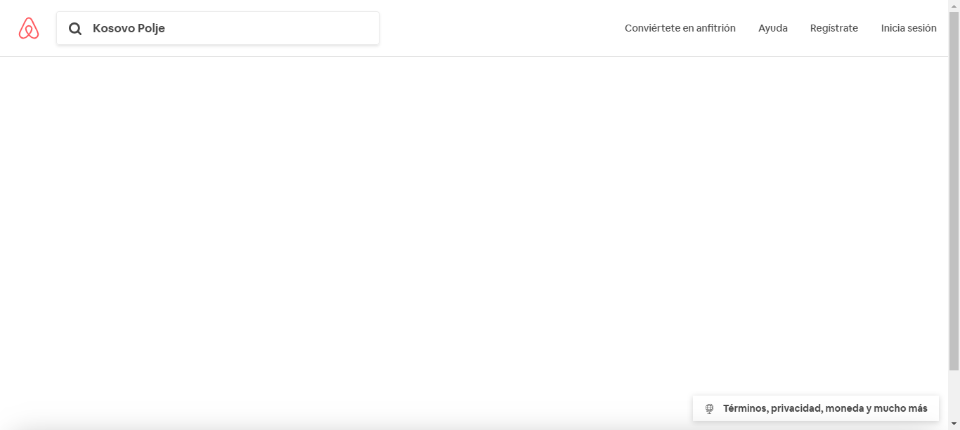 Kosovo Polje
Conviértete en anfitrión
Ayuda
Regístrate
Inicia sesión
Términos, privacidad, moneda y mucho más